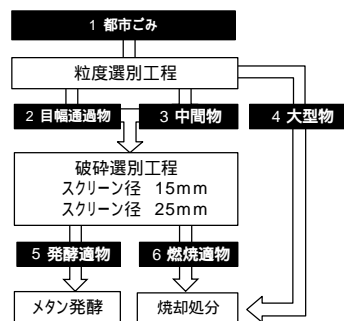 1 都市ごみ
粒度選別工程
2 目幅通過物
3 中間物
4 大型物
破砕選別工程
スクリーン径 15mm
スクリーン径 25mm
5 発酵適物
6 燃焼適物
メタン発酵
焼却処分